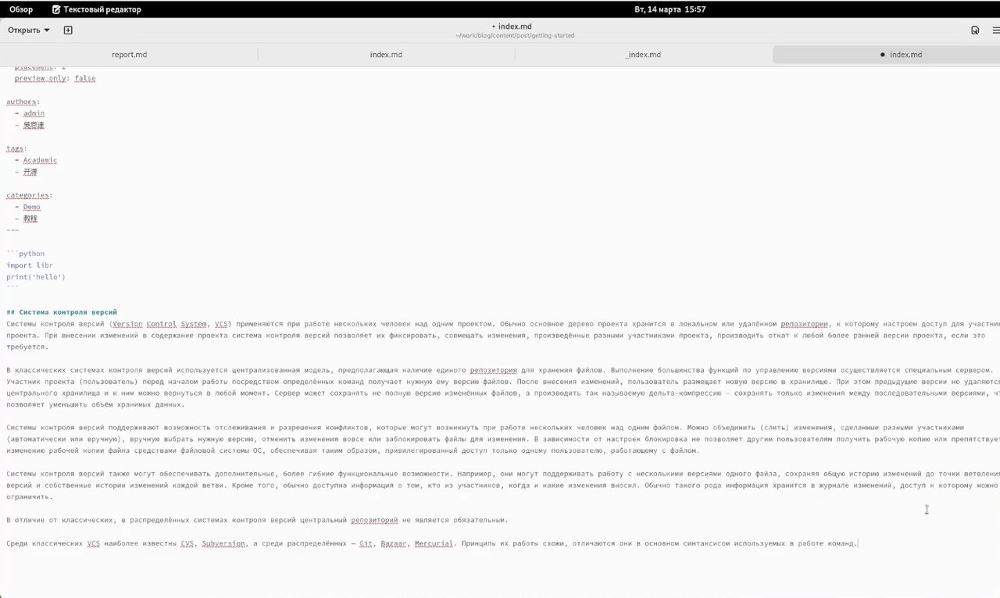 Обзор
Текстовый редактор
Вт, 14 марта 15:57
Открыть
• index.md
~/work/blog/content/post/getting-started
report.md
index.md
_index.md
● index.md
placement: 2
preview_only: false
authors:
- admin
- 吳恩達
tags:
- Academic
- 开源
categories:
- Demo
- 教程
---
```python
import libr
print('hello')
```
## Система контроля версий
Системы контроля версий (Version Control System, VCS) применяются при работе нескольких человек над одним проектом. Обычно основное дерево проекта хранится в локальном или удалённом репозитории, к которому настроен доступ для участник
проекта. При внесении изменений в содержание проекта система контроля версий позволяет их фиксировать, совмещать изменения, произведённые разными участниками проекта, производить откат к любой более ранней версии проекта, если это
требуется.
В классических системах контроля версий используется централизованная модель, предполагающая наличие единого репозитория для хранения файлов. Выполнение большинства функций по управлению версиями осуществляется специальным сервером.
Участник проекта (пользователь) перед началом работы посредством определённых команд получает нужную ему версию файлов. После внесения изменений, пользователь размещает новую версию в хранилище. При этом предыдущие версии не удаляются
центрального хранилища и к ним можно вернуться в любой момент. Сервер может сохранять не полную версию изменённых файлов, а производить так называемую дельта-компрессию — сохранять только изменения между последовательными версиями, чт
позволяет уменьшить объём хранимых данных.
Системы контроля версий поддерживают возможность отслеживания и разрешения конфликтов, которые могут возникнуть при работе нескольких человек над одним файлом. Можно объединить (слить) изменения, сделанные разными участниками
(автоматически или вручную), вручную выбрать нужную версию, отменить изменения вовсе или заблокировать файлы для изменения. В зависимости от настроек блокировка не позволяет другим пользователям получить рабочую копию или препятствуе
изменению рабочей копии файла средствами файловой системы ОС, обеспечивая таким образом, привилегированный доступ только одному пользователю, работающему с файлом.
Системы контроля версий также могут обеспечивать дополнительные, более гибкие функциональные возможности. Например, они могут поддерживать работу с несколькими версиями одного файла, сохраняя общую историю изменений до точки ветвления
версий и собственные истории изменений каждой ветви. Кроме того, обычно доступна информация о том, кто из участников, когда и какие изменения вносил. Обычно такого рода информация хранится в журнале изменений, доступ к которому можно
ограничить.
В отличие от классических, в распределённых системах контроля версий центральный репозиторий не является обязательным.
Среди классических VCS наиболее известны CVS, Subversion, а среди распределённых — Git, Bazaar, Mercurial. Принципы их работы схожи, отличаются они в основном синтаксисом используемых в работе команд.